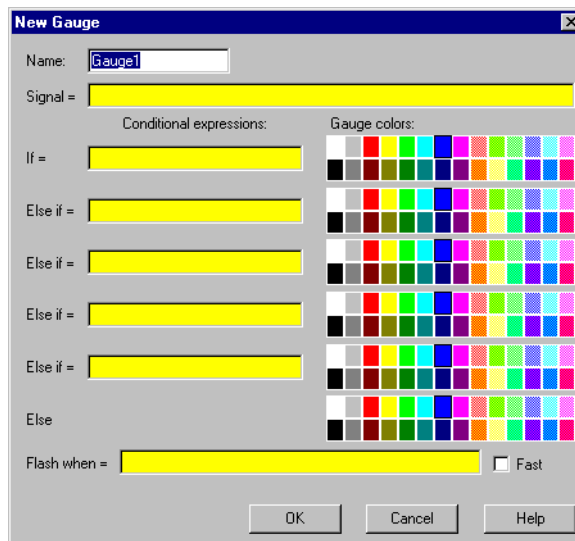 New Gauge
Name: Gauge1
Signal =
Conditional expressions: Gauge colors:
If =
Else if =
Else if =
Else if =
Else if =
Else
Flash when = Fast
OK Cancel Help